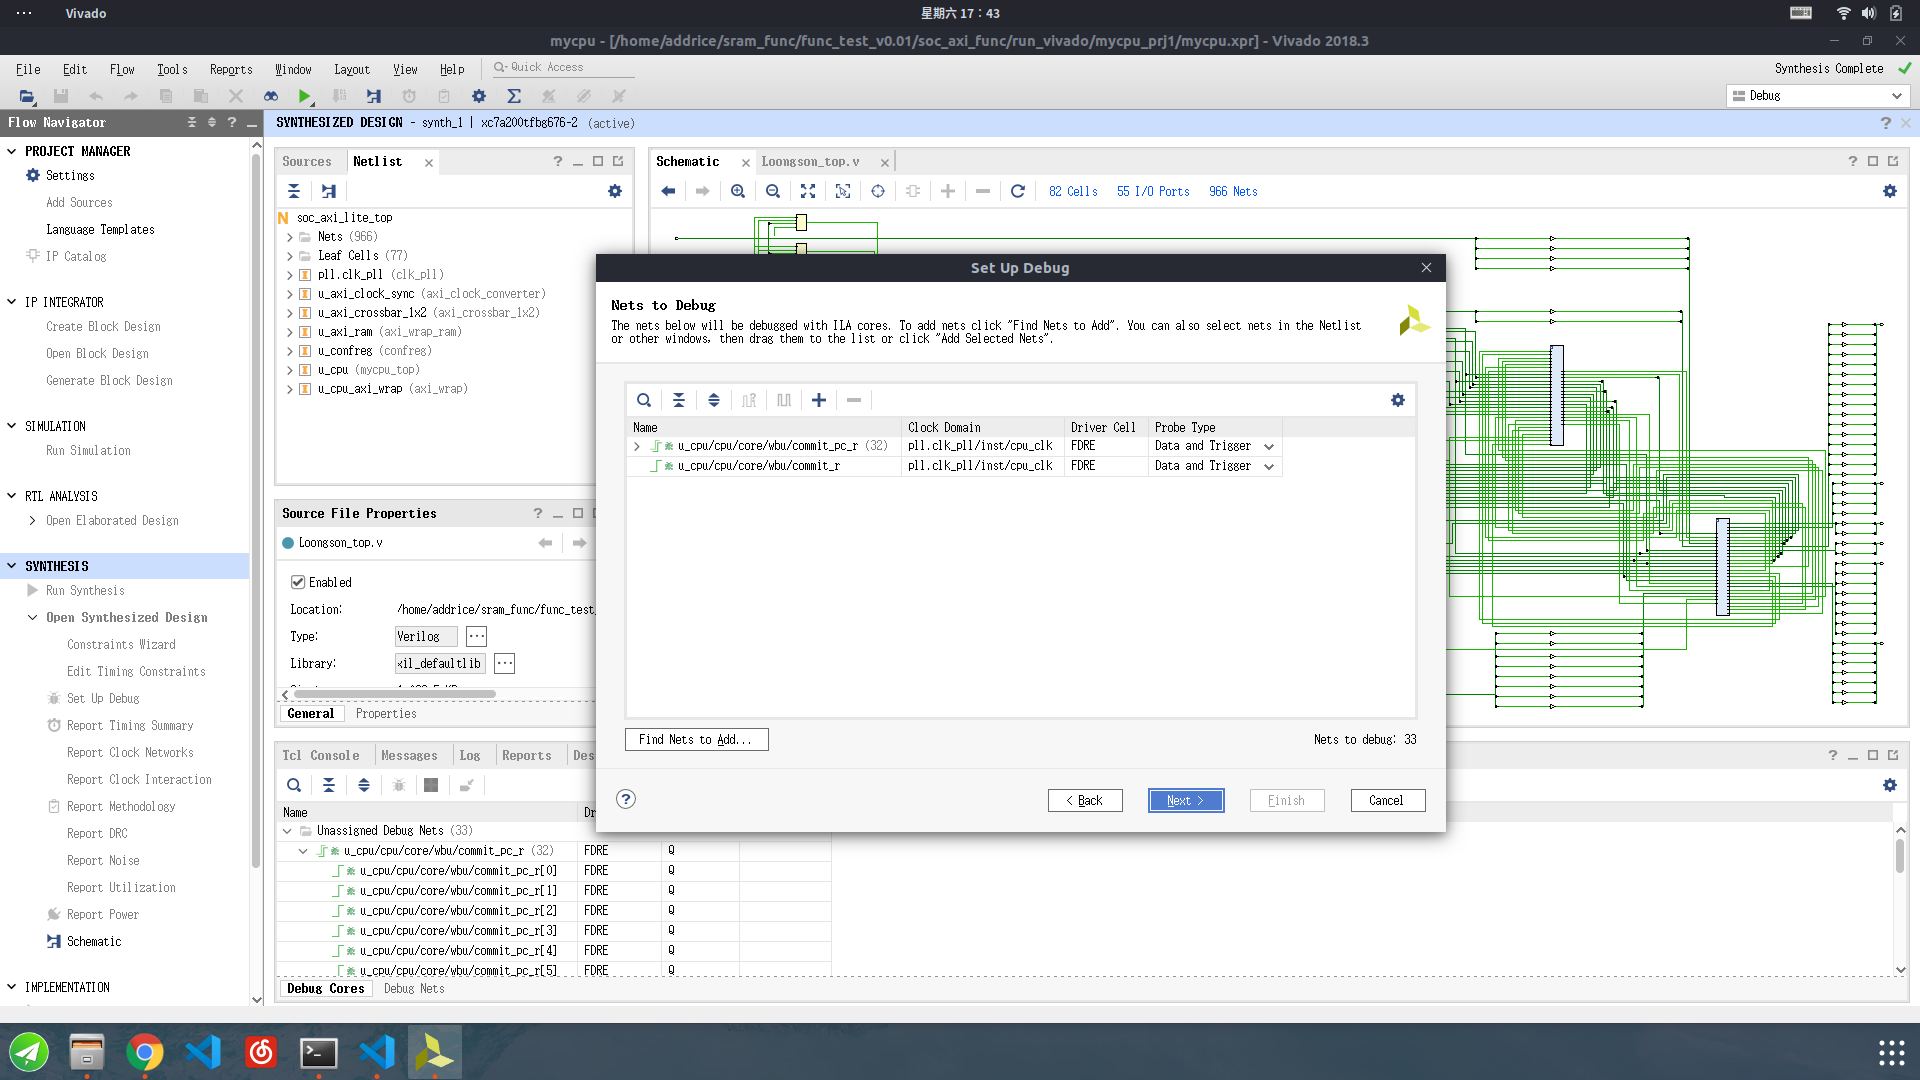 Vivado
星期六 17：43
mycpu - [/home/addrice/sram_func/func_test_v0.01/soc_axi_func/run_vivado/mycpu_prj1/mycpu.xpr] - Vivado 2018.3
File Edit Flow Tools Reports Window Layout View Help Quick Access
Synthesis Complete
Debug
Flow Navigator
SYNTHESIZED DESIGN - synth_1 | xc7a200tfbg676-2 (active)
PROJECT MANAGER
Settings
Add Sources
Language Templates
IP Catalog
IP INTEGRATOR
Create Block Design
Open Block Design
Generate Block Design
SIMULATION
Run Simulation
RTL ANALYSIS
Open Elaborated Design
SYNTHESIS
Run Synthesis
Open Synthesized Design
Constraints Wizard
Edit Timing Constraints
Set Up Debug
Report Timing Summary
Report Clock Networks
Report Clock Interaction
Report Methodology
Report DRC
Report Noise
Report Utilization
Report Power
Schematic
IMPLEMENTATION
Sources Netlist
soc_axi_lite_top
Nets (966)
Leaf Cells (77)
pll.clk_pll (clk_pll)
u_axi_clock_sync (axi_clock_converter)
u_axi_crossbar_1x2 (axi_crossbar_1x2)
u_axi_ram (axi_wrap_ram)
u_confreg (confreg)
u_cpu (mycpu_top)
u_cpu_axi_wrap (axi_wrap)
Schematic Loongson_top.v
82 Cells 55 I/O Ports 966 Nets
Source File Properties
Loongson_top.v
Enabled
Location: /home/addrice/sram_func/func_test_
Type: Verilog
Library: xil_defaultlib
General Properties
Set Up Debug
Nets to Debug
The nets below will be debugged with ILA cores. To add nets click "Find Nets to Add". You can also select nets in the Netlist
or other windows, then drag them to the list or click "Add Selected Nets".
Name Clock Domain Driver Cell Probe Type
u_cpu/cpu/core/wbu/commit_pc_r (32) pll.clk_pll/inst/cpu_clk FDRE Data and Trigger
u_cpu/cpu/core/wbu/commit_r pll.clk_pll/inst/cpu_clk FDRE Data and Trigger
Find Nets to Add...
Nets to debug: 33
< Back Next > Finish Cancel
Tcl Console Messages Log Reports Des
Name Dr
Unassigned Debug Nets (33)
u_cpu/cpu/core/wbu/commit_pc_r (32) FDRE Q
u_cpu/cpu/core/wbu/commit_pc_r[0] FDRE Q
u_cpu/cpu/core/wbu/commit_pc_r[1] FDRE Q
u_cpu/cpu/core/wbu/commit_pc_r[2] FDRE Q
u_cpu/cpu/core/wbu/commit_pc_r[3] FDRE Q
u_cpu/cpu/core/wbu/commit_pc_r[4] FDRE Q
u_cpu/cpu/core/wbu/commit_pc_r[5] FDRE Q
Debug Cores Debug Nets